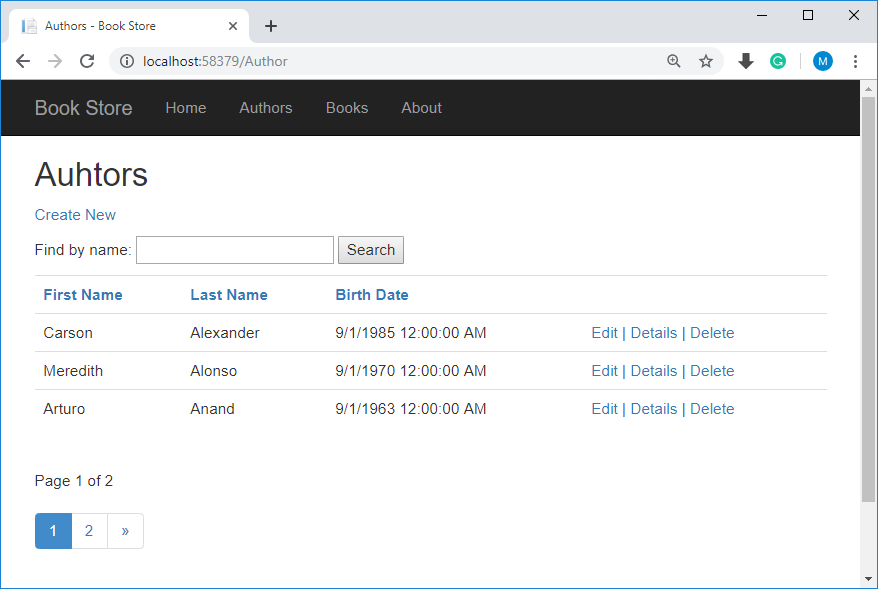 Authors - Book Store
localhost:58379/Author
G
M
Book Store Home Authors Books About
Auhtors
Create New
Find by name: Search
First Name Last Name Birth Date
Carson Alexander 9/1/1985 12:00:00 AM Edit | Details | Delete
Meredith Alonso 9/1/1970 12:00:00 AM Edit | Details | Delete
Arturo Anand 9/1/1963 12:00:00 AM Edit | Details | Delete
Page 1 of 2
1 2 »